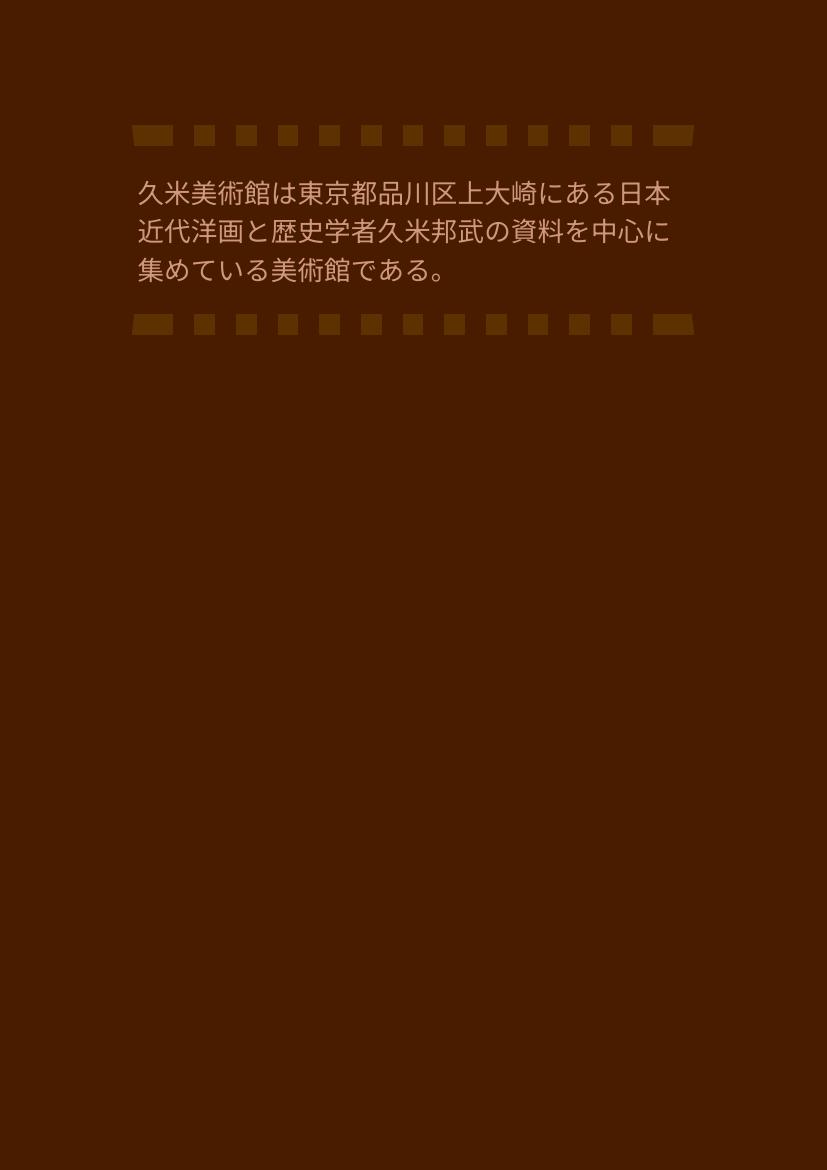 久米美術館は東京都品川区上大崎にある日本
近代洋画と歴史学者久米邦武の資料を中心に
集めている美術館である。